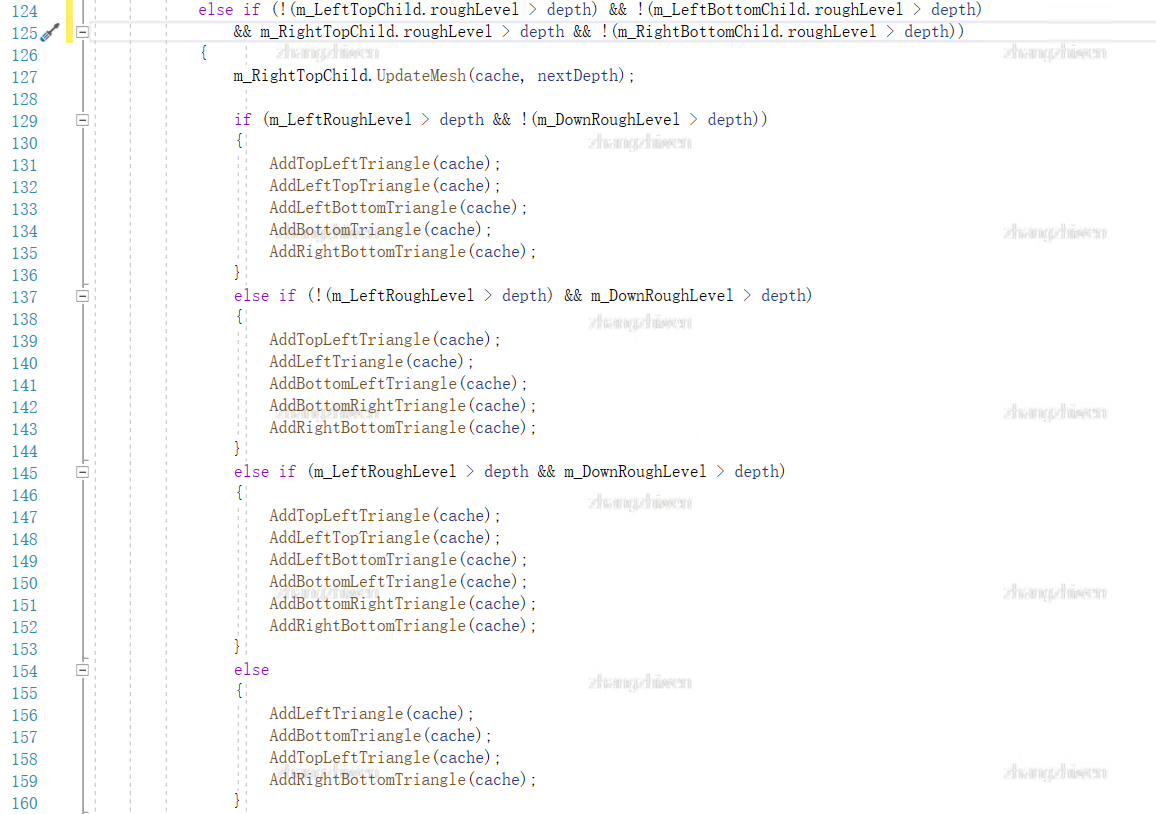 124 else if (!(m_LeftTopChild.roughLevel > depth) && !(m_LeftBottomChild.roughLevel > depth)
125 && m_RightTopChild.roughLevel > depth && !(m_RightBottomChild.roughLevel > depth))
126 {
127 m_RightTopChild.UpdateMesh(cache, nextDepth);
128
129 if (m_LeftRoughLevel > depth && !(m_DownRoughLevel > depth))
130 {
131 AddTopLeftTriangle(cache);
132 AddLeftTopTriangle(cache);
133 AddLeftBottomTriangle(cache);
134 AddBottomTriangle(cache);
135 AddRightBottomTriangle(cache);
136 }
137 else if (!(m_LeftRoughLevel > depth) && m_DownRoughLevel > depth)
138 {
139 AddTopLeftTriangle(cache);
140 AddLeftTriangle(cache);
141 AddBottomLeftTriangle(cache);
142 AddBottomRightTriangle(cache);
143 AddRightBottomTriangle(cache);
144 }
145 else if (m_LeftRoughLevel > depth && m_DownRoughLevel > depth)
146 {
147 AddTopLeftTriangle(cache);
148 AddLeftTopTriangle(cache);
149 AddLeftBottomTriangle(cache);
150 AddBottomLeftTriangle(cache);
151 AddBottomRightTriangle(cache);
152 AddRightBottomTriangle(cache);
153 }
154 else
155 {
156 AddLeftTriangle(cache);
157 AddBottomTriangle(cache);
158 AddTopLeftTriangle(cache);
159 AddRightBottomTriangle(cache);
160 }